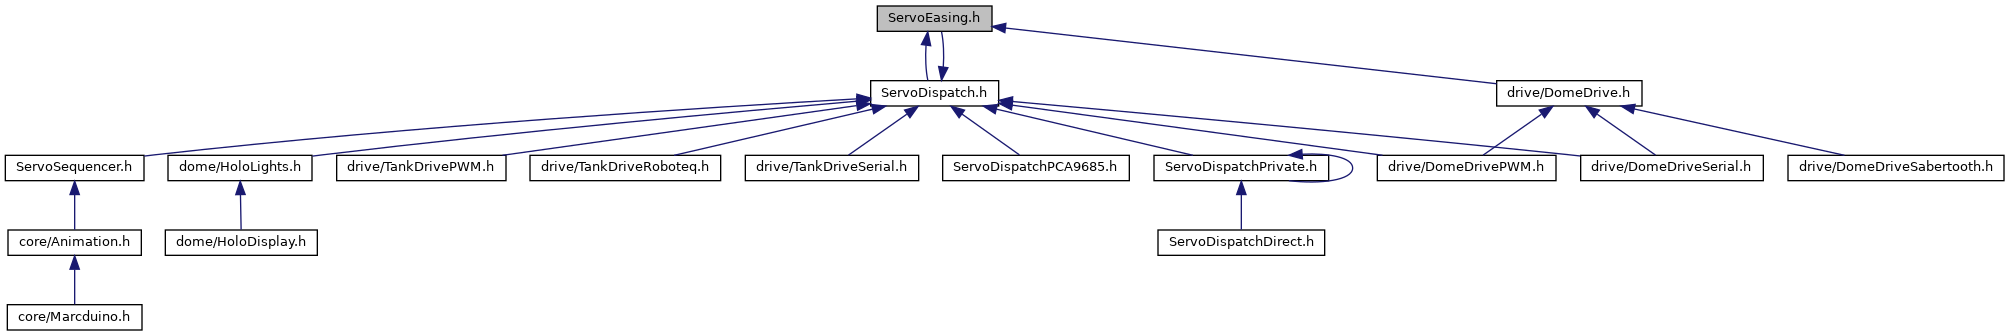 ServoEasing.h
ServoDispatch.h
drive/DomeDrive.h
ServoSequencer.h
dome/HoloLights.h
drive/TankDrivePWM.h
drive/TankDriveRoboteq.h
drive/TankDriveSerial.h
ServoDispatchPCA9685.h
ServoDispatchPrivate.h
drive/DomeDrivePWM.h
drive/DomeDriveSerial.h
drive/DomeDriveSabertooth.h
core/Animation.h
dome/HoloDisplay.h
ServoDispatchDirect.h
core/Marcduino.h